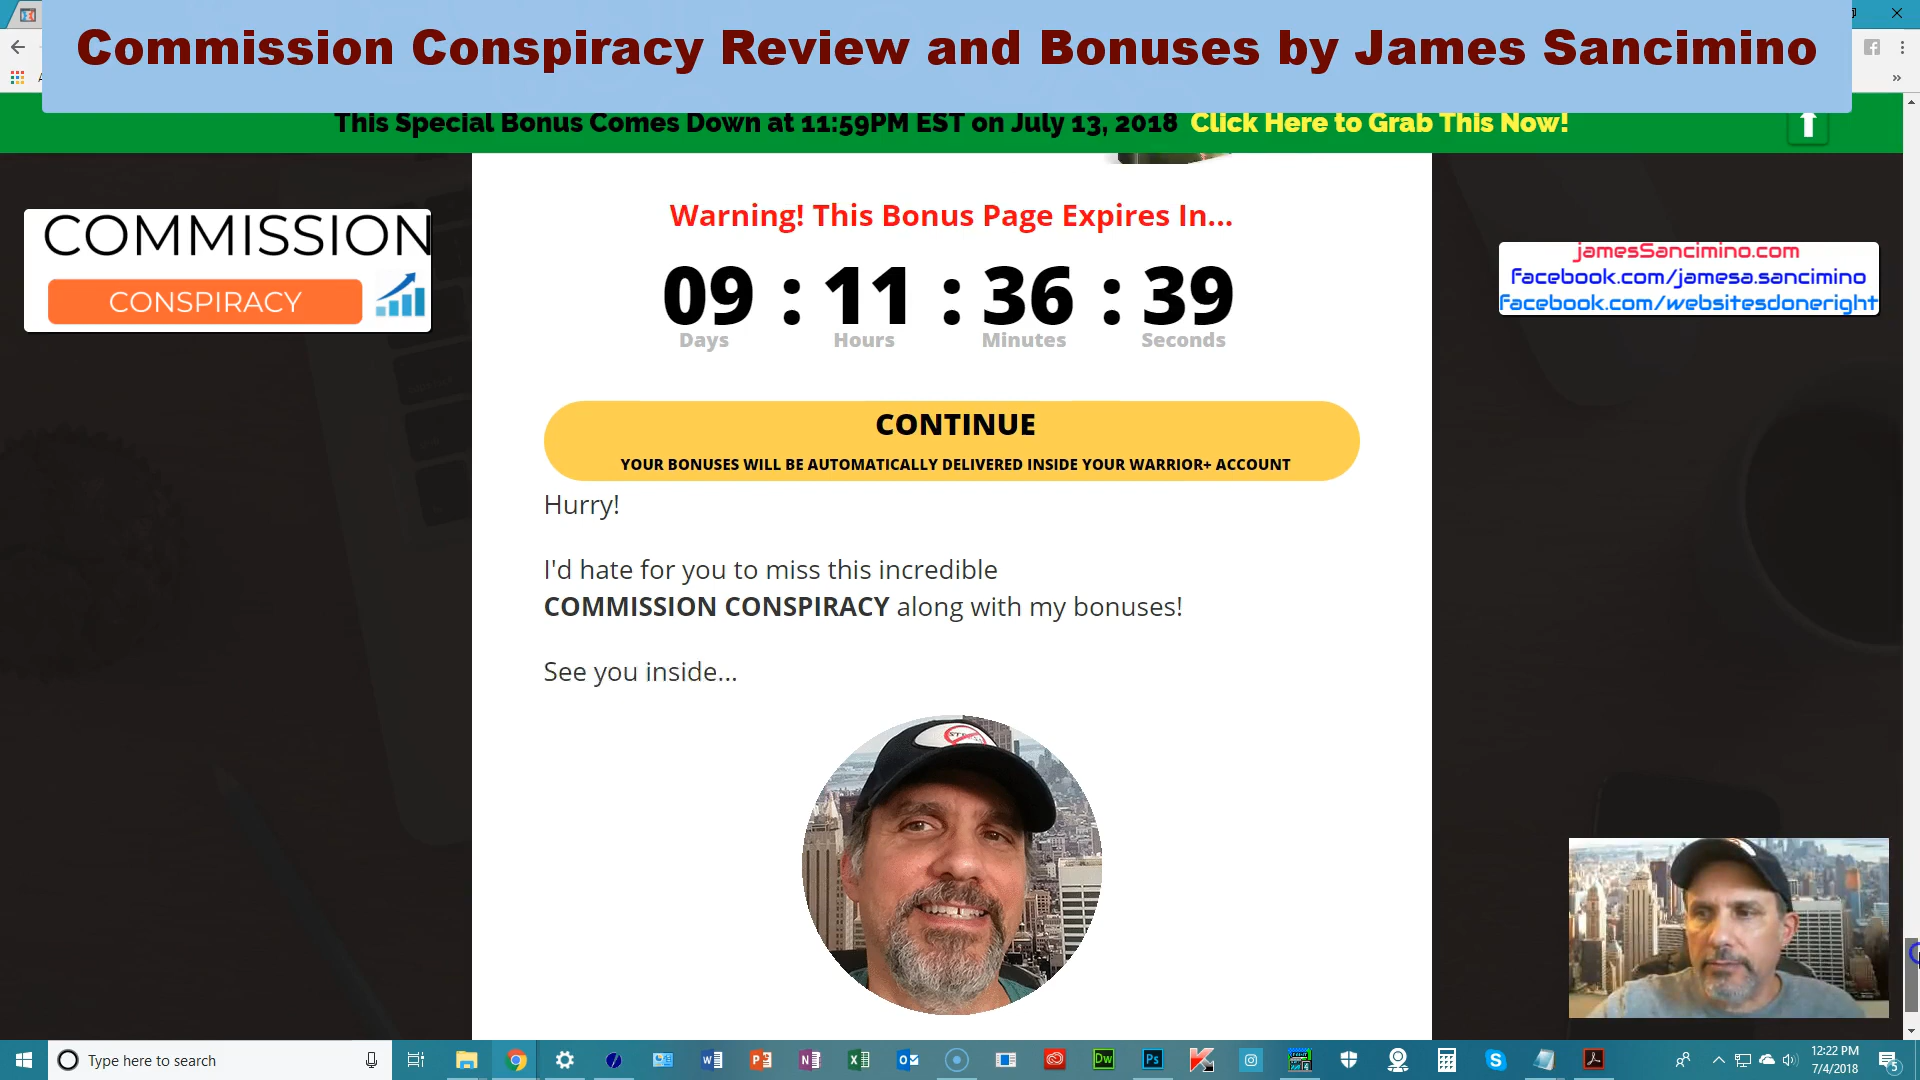 Commission Conspiracy Review and Bonuses by James Sancimino
This Special Bonus Comes Down at 11:59PM EST on July 13, 2018 Click Here to Grab This Now!
COMMISSION
CONSPIRACY
jamesSancimino.com
facebook.com/jamesa.sancimino
facebook.com/websitesdoneright
Warning! This Bonus Page Expires In...
09 : 11 : 36 : 39
Days Hours Minutes Seconds
CONTINUE
YOUR BONUSES WILL BE AUTOMATICALLY DELIVERED INSIDE YOUR WARRIOR+ ACCOUNT
Hurry!
I'd hate for you to miss this incredible
COMMISSION CONSPIRACY along with my bonuses!
See you inside...
Type here to search
12:22 PM
7/4/2018
5